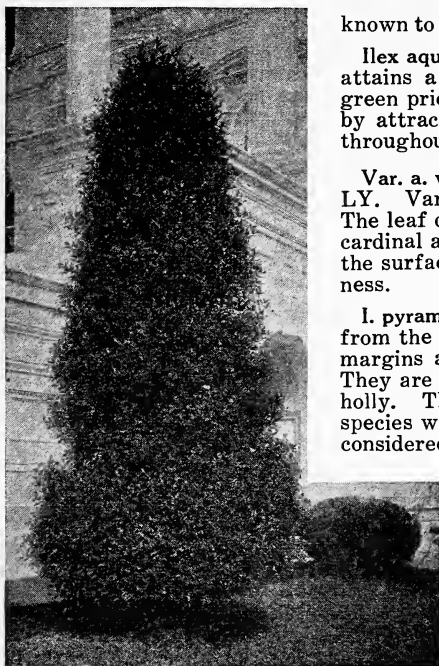 known to
Ilex aqu
attains a
green pri
by attrac
throughou
Var. a. v
LY. Var
The leaf o
cardinal a
the surfac
ness.
I. pyram
from the
margins a
They are
holly. Th
species w
considered